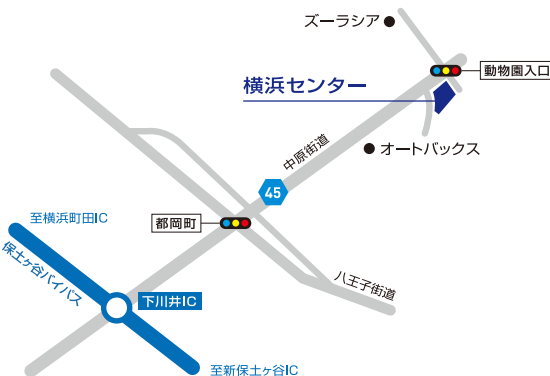 ズーラシア
動物園入口
横浜センター
オートバックス
中原街道
45
都岡町
至横浜町田IC
保土ヶ谷バイパス
下川井IC
八王子街道
至新保土ヶ谷IC